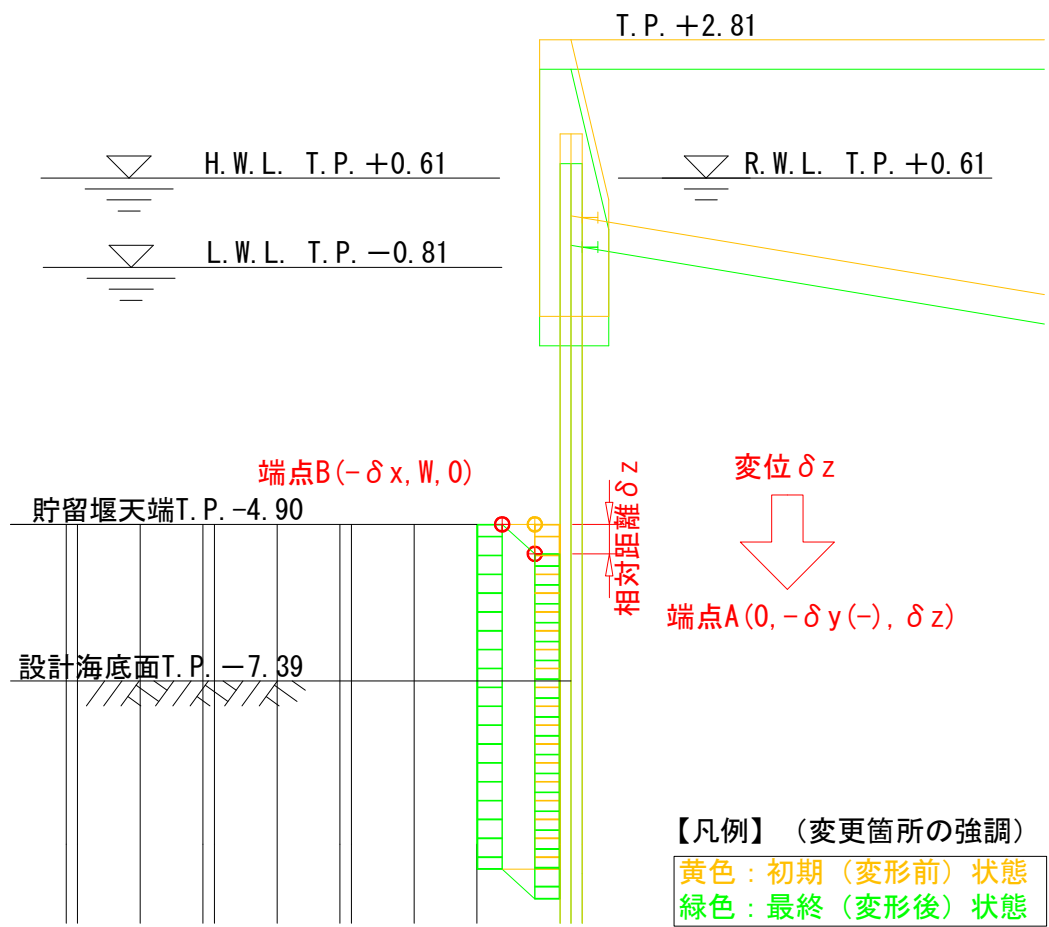 T.P.＋2.81
H.W.L. T.P.＋0.61
R.W.L. T.P.＋0.61
L.W.L. T.P.－0.81
端点B(-δx,W,0)
変位δz
貯留堰天端T.P.-4.90
相対距離δz
端点A(0,-δy(-),δz)
設計海底面T.P.－7.39
【凡例】（変更箇所の強調）
黄色：初期（変形前）状態
緑色：最終（変形後）状態